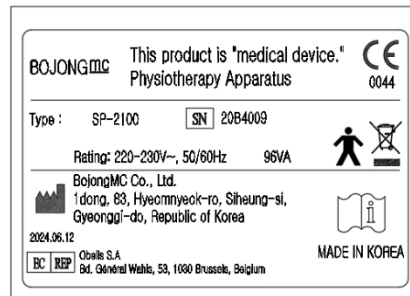 BOJONGmc
This product is "medical device."
Physiotherapy Apparatus
CE
0044
Type : SP-2100 SN 20B4009
Rating: 220-230V~, 50/60Hz 96VA
BojongMC Co., Ltd.
1dong, 63, Hyeomnyeok-ro, Siheung-si,
Gyeonggi-do, Republic of Korea
2024.06.12
MADE IN KOREA
EC REP Obelis S.A
Bd. Général Wahis, 53, 1030 Brussels, Belgium